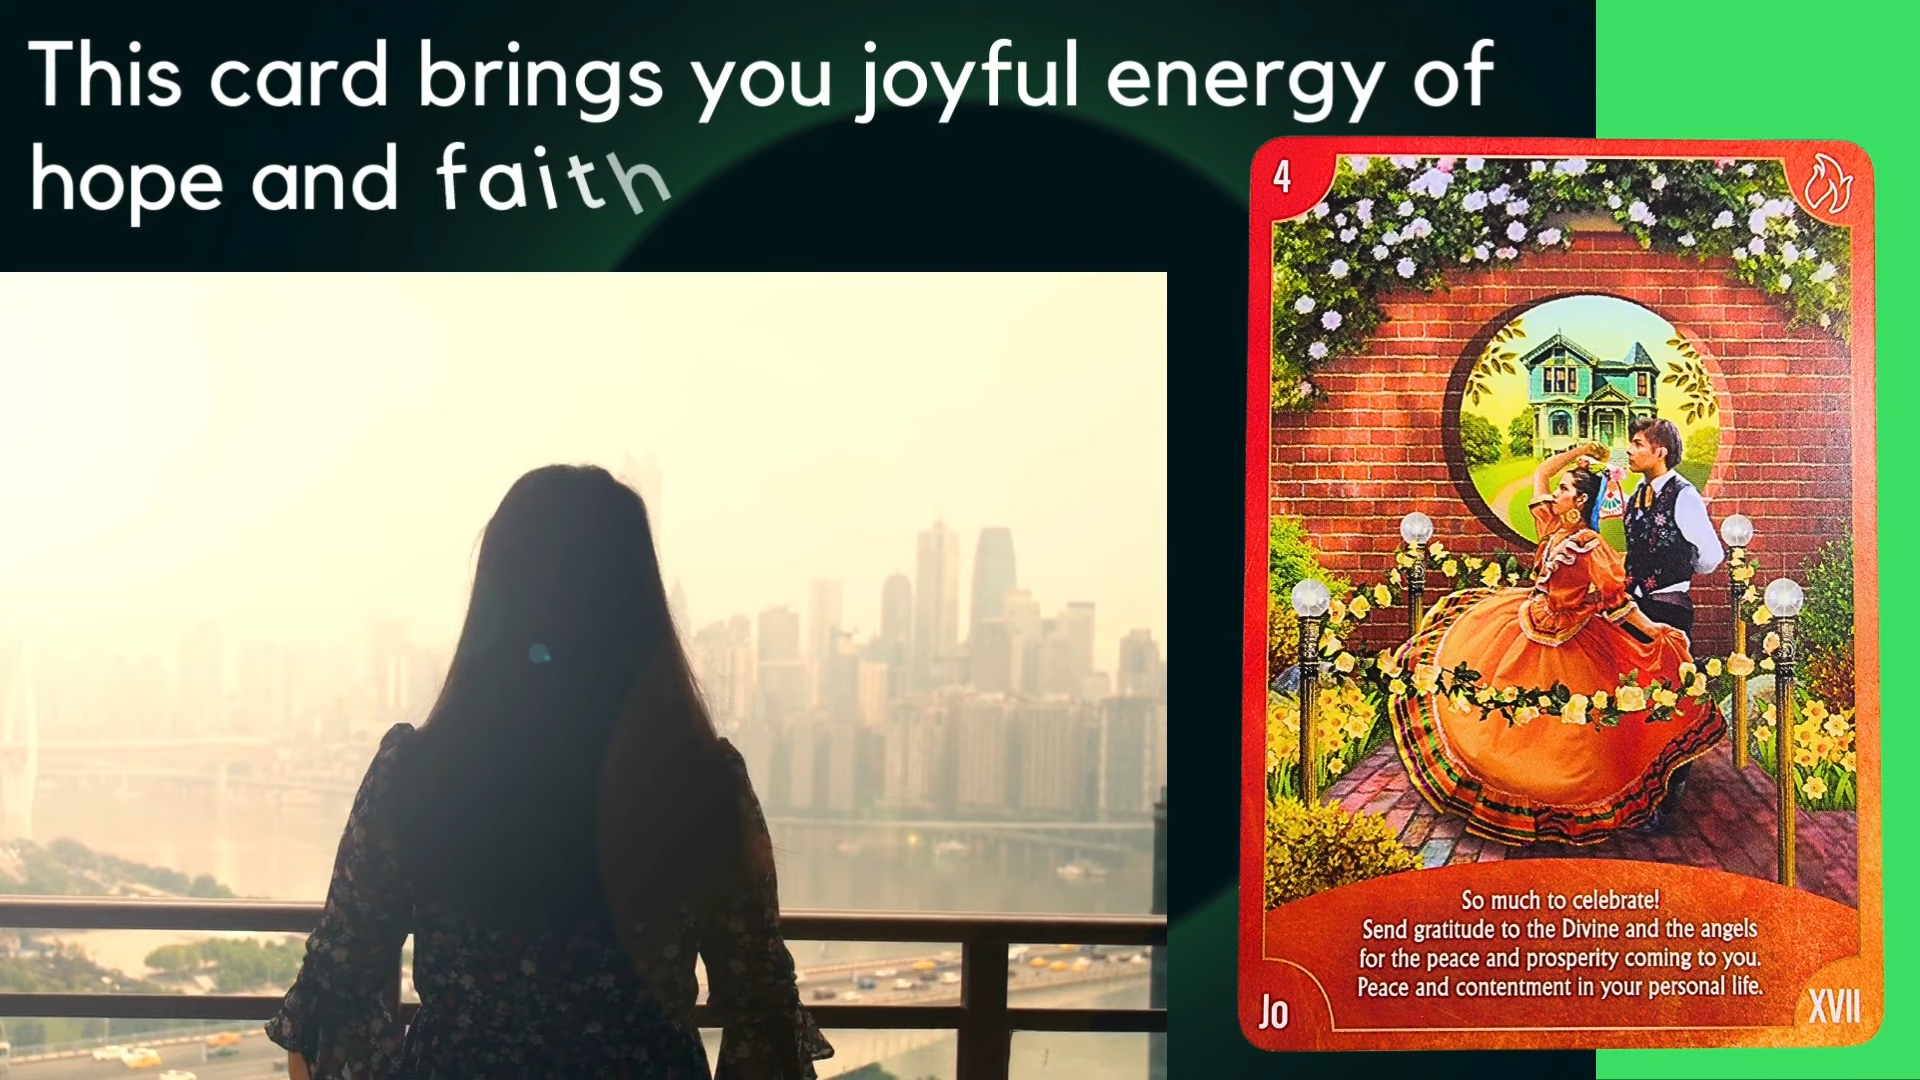 This card brings you joyful energy of
hope and faith
4
So much to celebrate!
Send gratitude to the Divine and the angels
for the peace and prosperity coming to you.
Peace and contentment in your personal life.
Jo
XVII